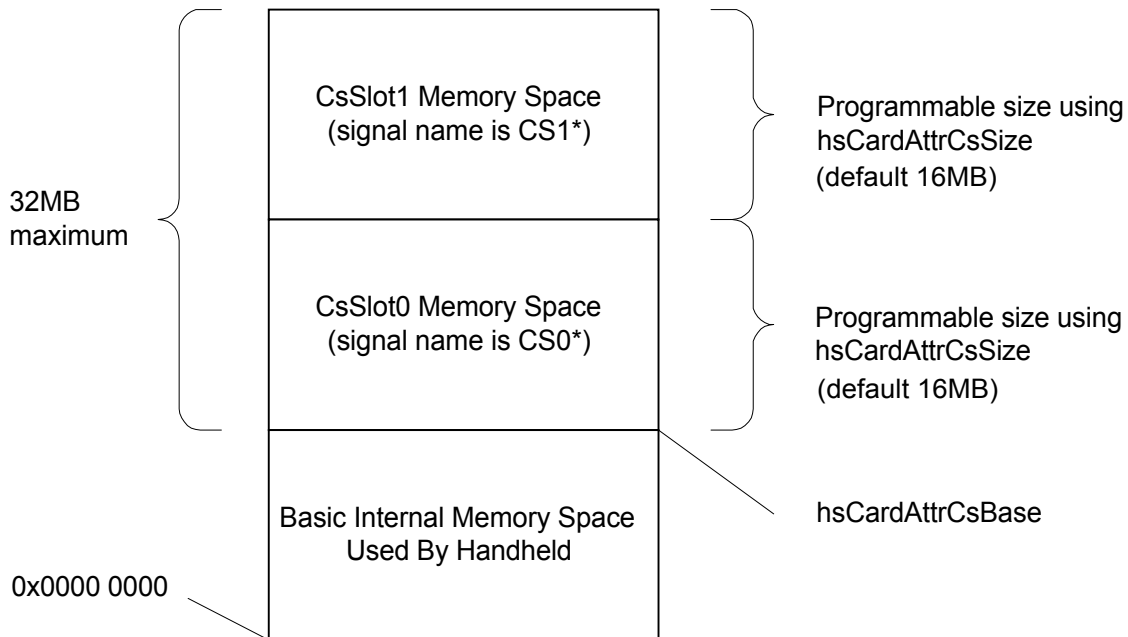 CsSlot1 Memory Space
(signal name is CS1*)
Programmable size using
hsCardAttrCsSize
(default 16MB)
32MB
maximum
CsSlot0 Memory Space
(signal name is CS0*)
Programmable size using
hsCardAttrCsSize
(default 16MB)
hsCardAttrCsBase
Basic Internal Memory Space
Used By Handheld
0x0000 0000